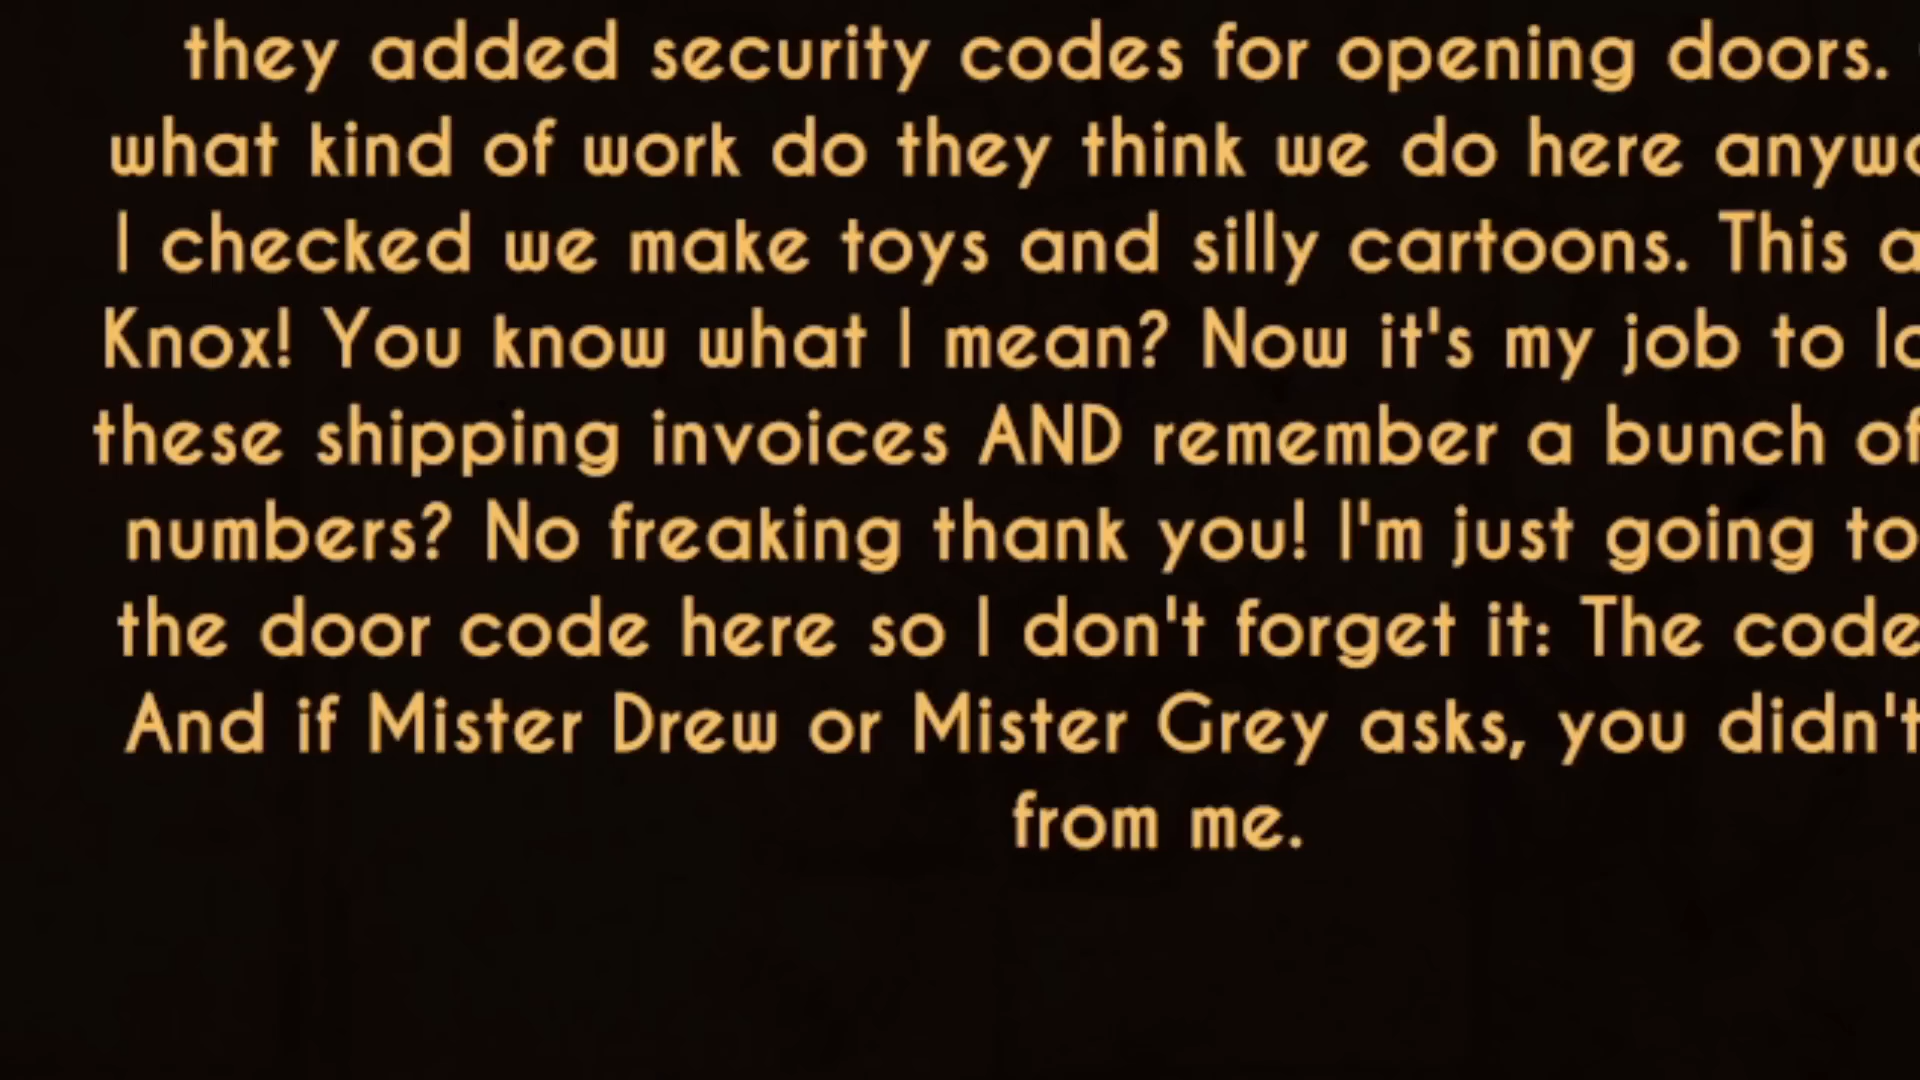 they added security codes for opening doors.
what kind of work do they think we do here
I checked we make toys and silly cartoons. This
Knox! You know what I mean? Now it's my job to
these shipping invoices AND remember a bunch of
numbers? No freaking thank you! I'm just going to
the door code here so I don't forget it: The code
And if Mister Drew or Mister Grey asks, you didn't
from me.